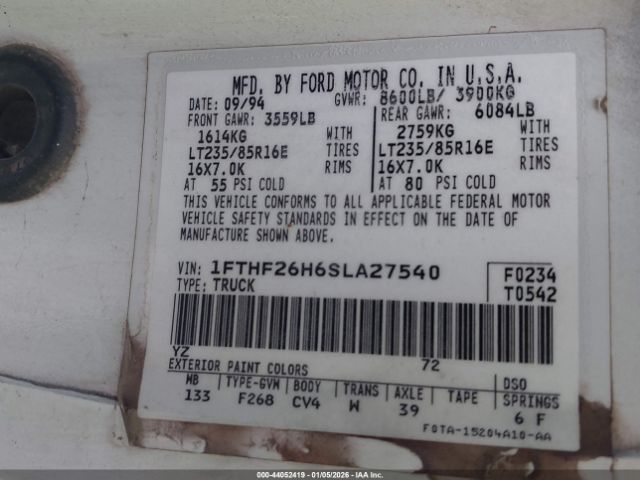 MFD. BY FORD MOTOR CO. IN U.S.A.
DATE: 09/94 GVWR: 8600LB/ 3900KG
FRONT GAWR: 3559LB REAR GAWR: 6084LB
1614KG WITH 2759KG WITH
LT235/85R16E TIRES LT235/85R16E TIRES
16X7.0K RIMS 16X7.0K RIMS
AT 55 PSI COLD AT 80 PSI COLD
THIS VEHICLE CONFORMS TO ALL APPLICABLE FEDERAL MOTOR
VEHICLE SAFETY STANDARDS IN EFFECT ON THE DATE OF
MANUFACTURE SHOWN ABOVE.
VIN: 1FTHF26H6SLA27540 F0234
TYPE: TRUCK T0542
YZ 72
EXTERIOR PAINT COLORS DSO
WB TYPE-GVW BODY TRANS AXLE TAPE SPRINGS
133 F268 CV4 W 39 6 F
F0TA-15204A10-AA
000-44052419 - 01/05/2026 - IAAI.COM